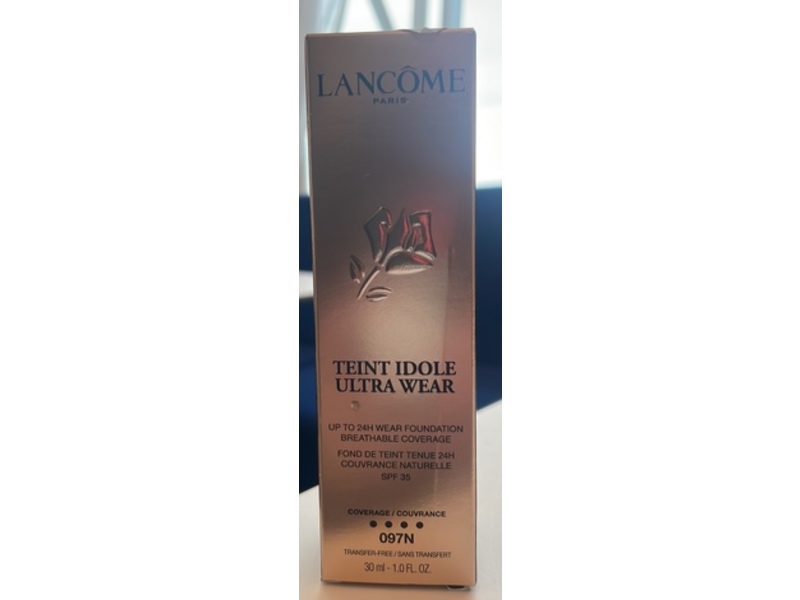 LANCÔME
PARIS
TEINT IDOLE
ULTRA WEAR
UP TO 24H WEAR FOUNDATION
BREATHABLE COVERAGE
FOND DE TEINT TENUE 24H
COUVRANCE NATURELLE
SPF 35
COVERAGE / COUVRANCE
097N
TRANSFER-FREE / SANS TRANSFERT
30 ml - 1.0 FL. OZ.